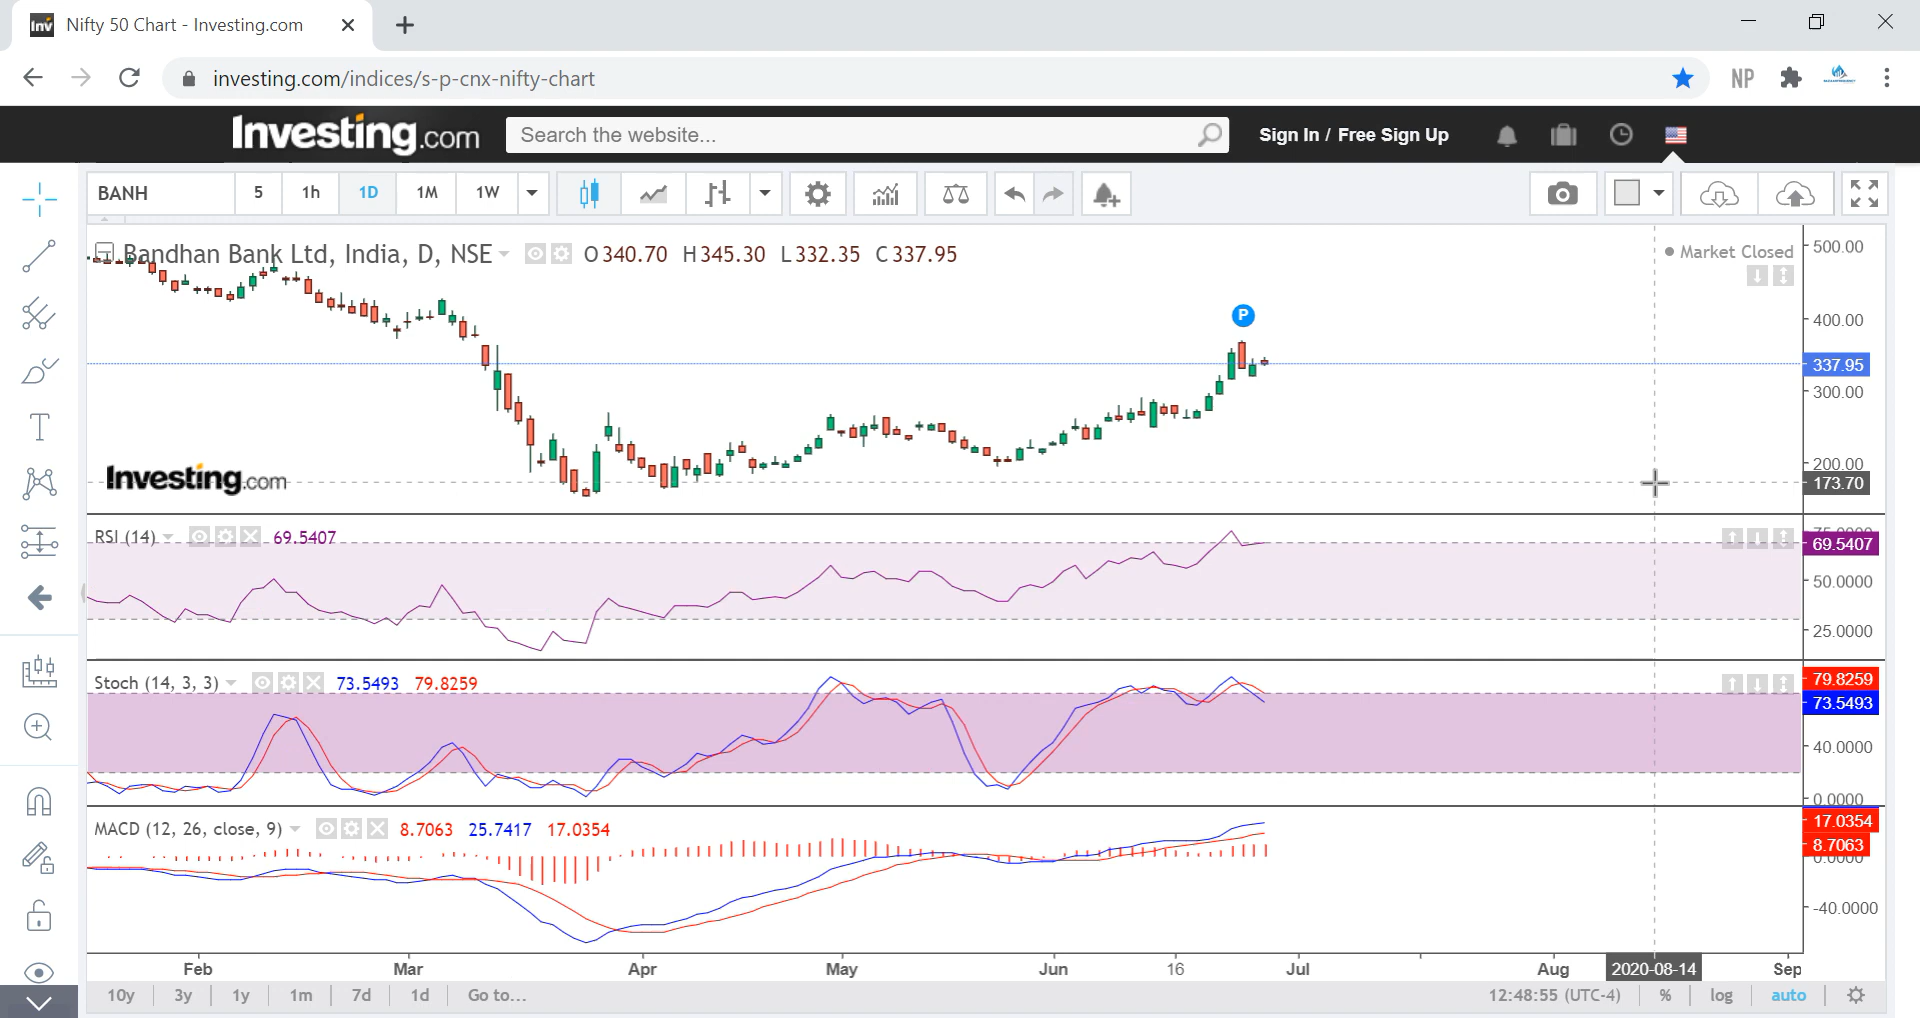 Inv Nifty 50 Chart - Investing.com
investing.com/indices/s-p-cnx-nifty-chart
NP
Investing.com
Search the website...
Sign In / Free Sign Up
BANH 5 1h 1D 1M 1W
Bandhan Bank Ltd, India, D, NSE O 340.70 H 345.30 L 332.35 C 337.95
Market Closed
500.00
P
400.00
337.95
300.00
200.00
173.70
T
Investing.com
RSI (14) 69.5407
69.5407
50.0000
25.0000
Stoch (14, 3, 3) 73.5493 79.8259
79.8259
73.5493
40.0000
0.0000
MACD (12, 26, close, 9) 8.7063 25.7417 17.0354
17.0354
8.7063
0.0000
-40.0000
Feb Mar Apr May Jun 16 Jul Aug 2020-08-14 Sep
10y 3y 1y 1m 7d 1d Go to... 12:48:55 (UTC-4) % log auto